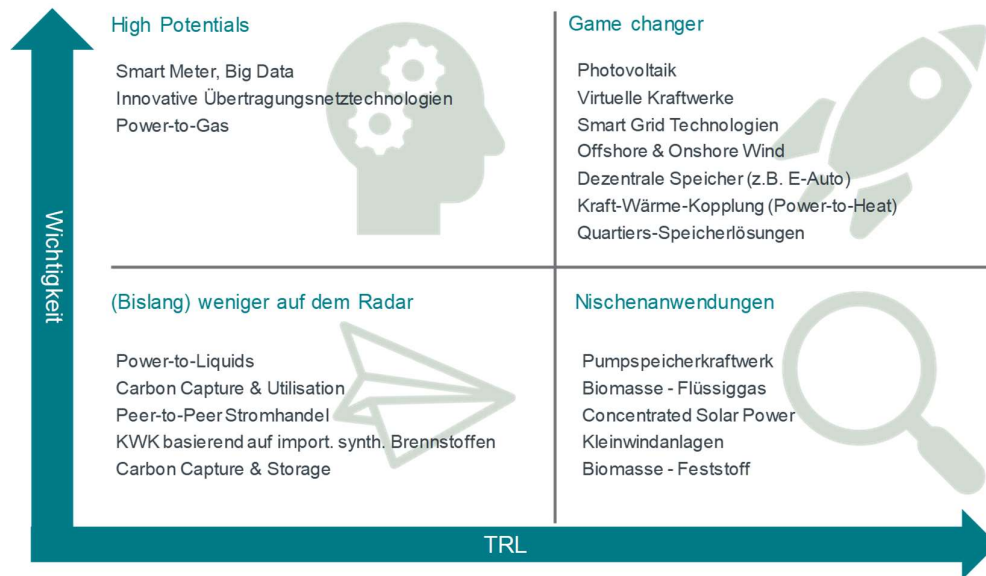 High Potentials
Smart Meter, Big Data
Innovative Übertragungsnetztechnologien
Power-to-Gas
Game changer
Photovoltaik
Virtuelle Kraftwerke
Smart Grid Technologien
Offshore & Onshore Wind
Dezentrale Speicher (z.B. E-Auto)
Kraft-Wärme-Kopplung (Power-to-Heat)
Quartiers-Speicherlösungen
Wichtigkeit
(Bislang) weniger auf dem Radar
Power-to-Liquids
Carbon Capture & Utilisation
Peer-to-Peer Stromhandel
KWK basierend auf import. synth. Brennstoffen
Carbon Capture & Storage
Nischenanwendungen
Pumpspeicherkraftwerk
Biomasse - Flüssiggas
Concentrated Solar Power
Kleinwindanlagen
Biomasse - Feststoff
TRL